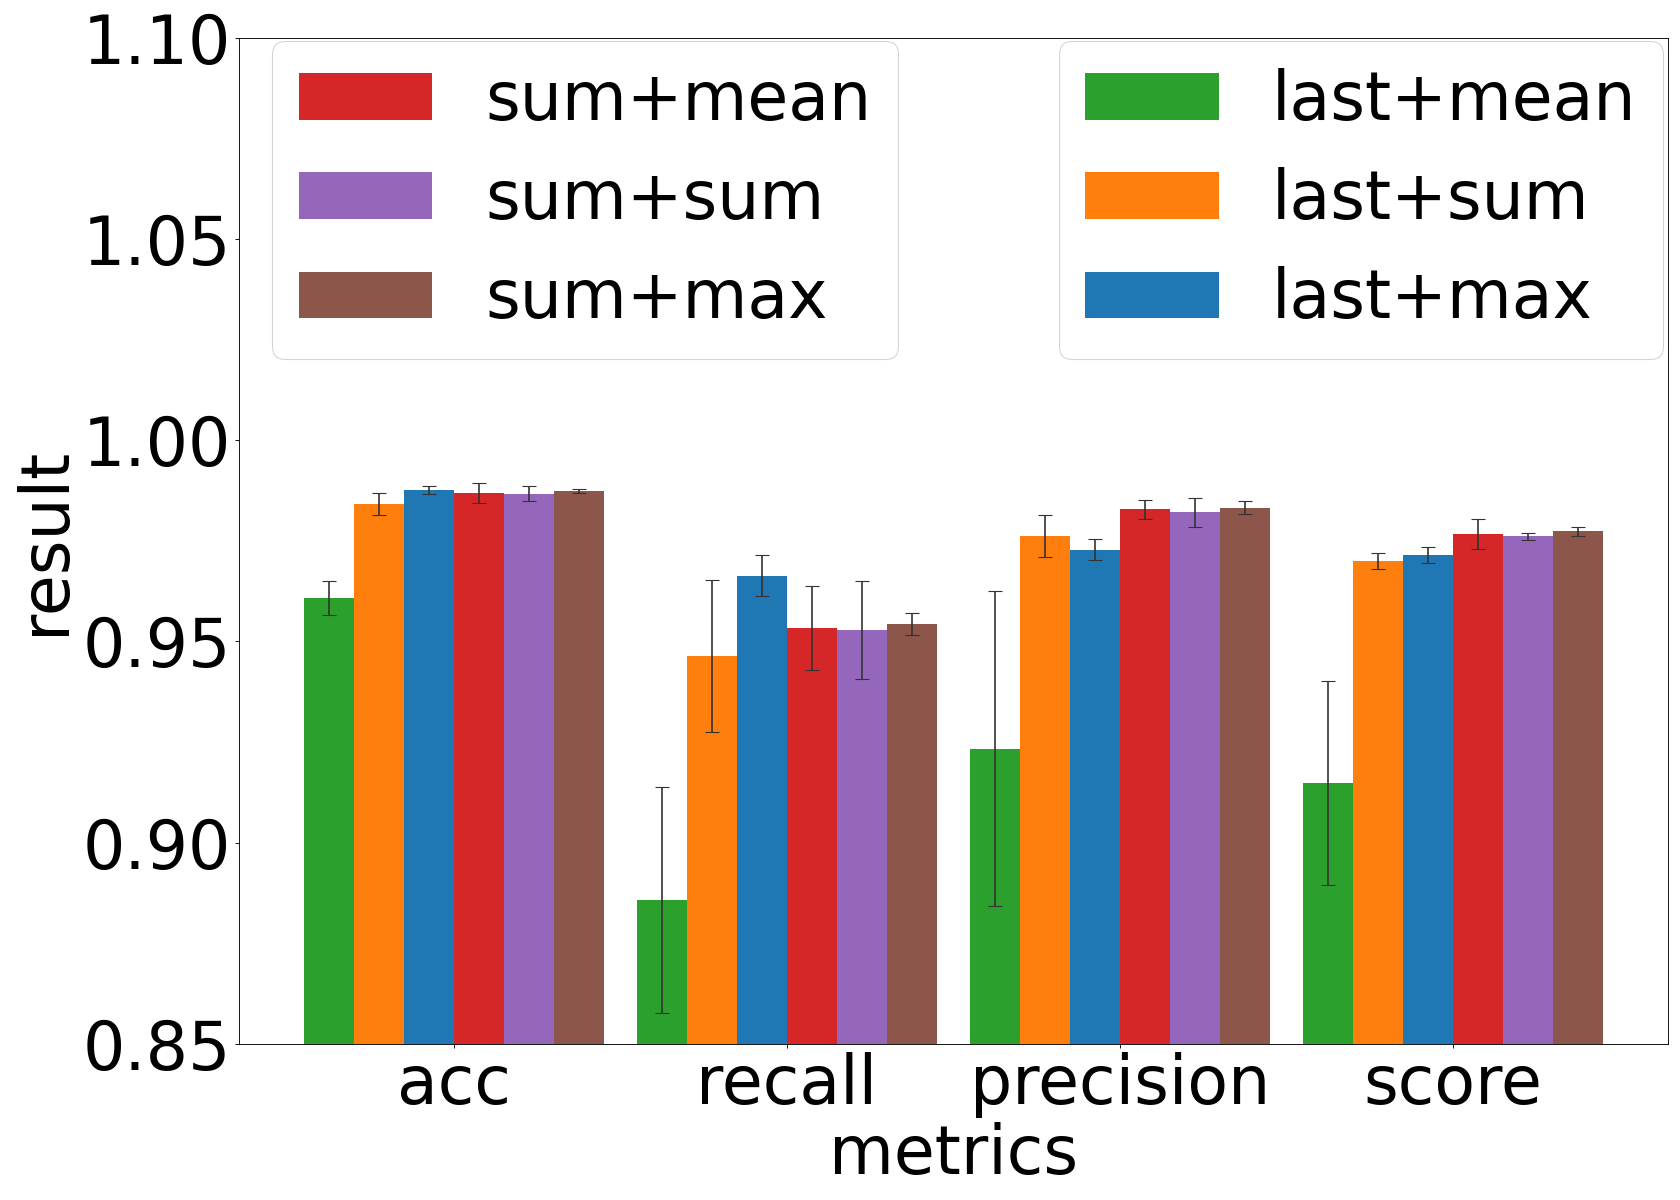 1.10
1.05
1.00
0.95
0.90
0.85
result
sum+mean
sum+sum
sum+max
last+mean
last+sum
last+max
acc
recall
precision
score
metrics